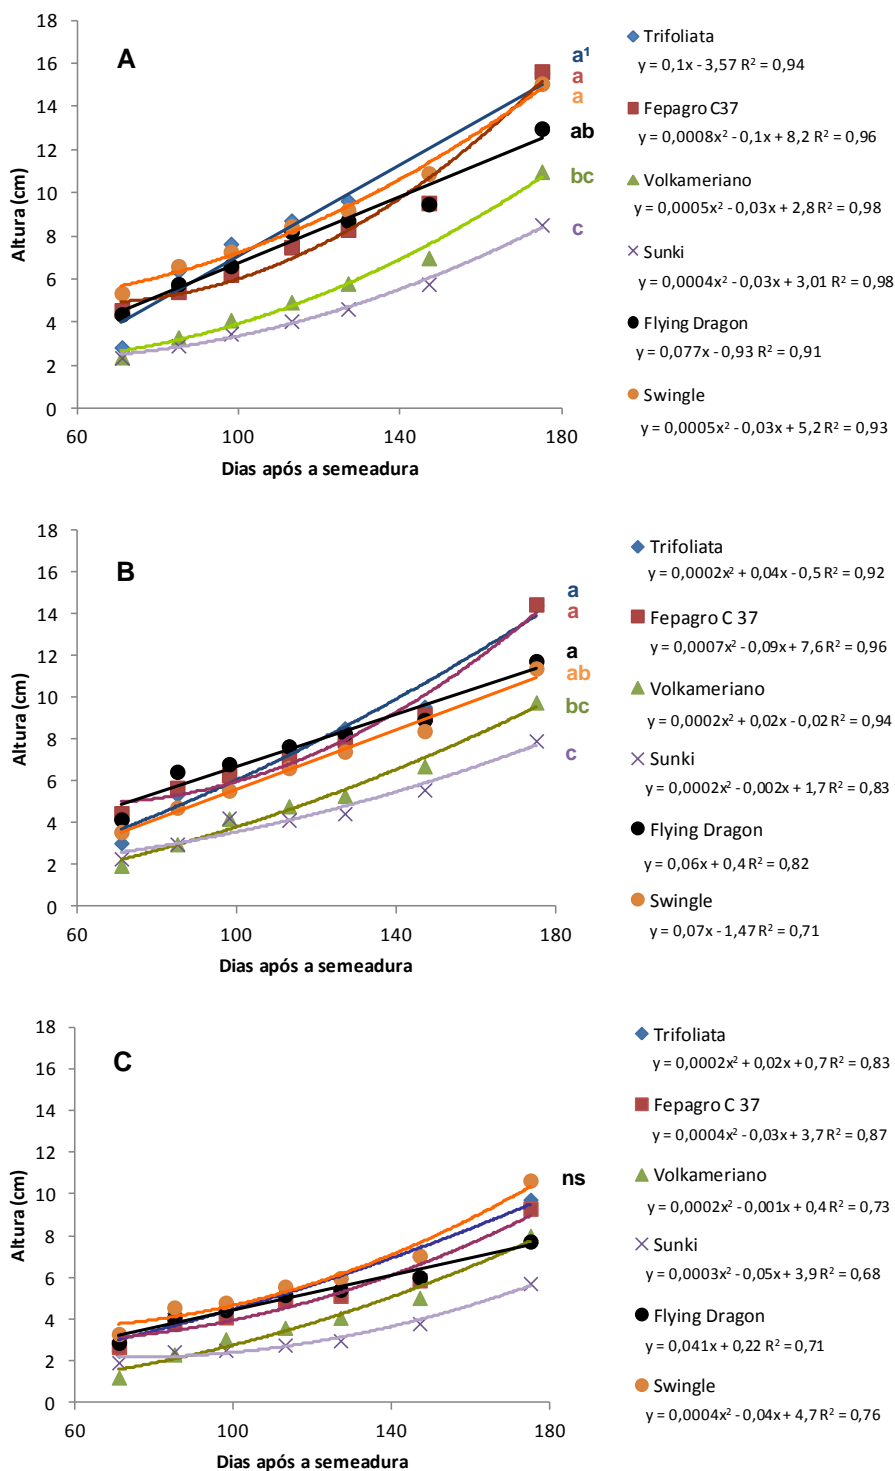 A
18
16
14
12
10
8
6
4
2
0
Altura (cm)
60
100
140
180
Dias após a semeadura
a¹
a
a
ab
bc
c
Trifoliata
y = 0,1x - 3,57 R² = 0,94
Fepagro C37
y = 0,0008x² - 0,1x + 8,2 R² = 0,96
Volkameriano
y = 0,0005x² - 0,03x + 2,8 R² = 0,98
Sunki
y = 0,0004x² - 0,03x + 3,01 R² = 0,98
Flying Dragon
y = 0,077x - 0,93 R² = 0,91
Swingle
y = 0,0005x² - 0,03x + 5,2 R² = 0,93
B
18
16
14
12
10
8
6
4
2
0
Altura (cm)
60
100
140
180
Dias após a semeadura
a
a
a
ab
bc
c
Trifoliata
y = 0,0002x² + 0,04x - 0,5 R² = 0,92
Fepagro C 37
y = 0,0007x² - 0,09x + 7,6 R² = 0,96
Volkameriano
y = 0,0002x² + 0,02x - 0,02 R² = 0,94
Sunki
y = 0,0002x² - 0,002x + 1,7 R² = 0,83
Flying Dragon
y = 0,06x + 0,4 R² = 0,82
Swingle
y = 0,07x - 1,47 R² = 0,71
C
18
16
14
12
10
8
6
4
2
0
Altura (cm)
60
100
140
180
Dias após a semeadura
ns
Trifoliata
y = 0,0002x² + 0,02x + 0,7 R² = 0,83
Fepagro C 37
y = 0,0004x² - 0,03x + 3,7 R² = 0,87
Volkameriano
y = 0,0002x² - 0,001x + 0,4 R² = 0,73
Sunki
y = 0,0003x² - 0,05x + 3,9 R² = 0,68
Flying Dragon
y = 0,041x + 0,22 R² = 0,71
Swingle
y = 0,0004x² - 0,04x + 4,7 R² = 0,76